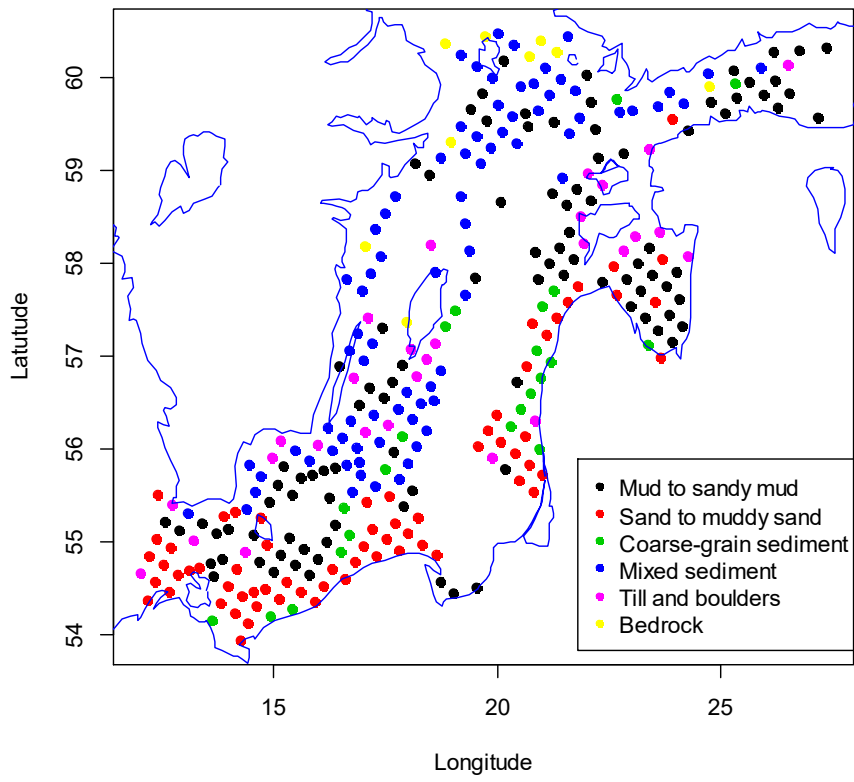 60
59
58
57
56
55
54
Latutude
15
20
25
Longitude
Mud to sandy mud
Sand to muddy sand
Coarse-grain sediment
Mixed sediment
Till and boulders
Bedrock